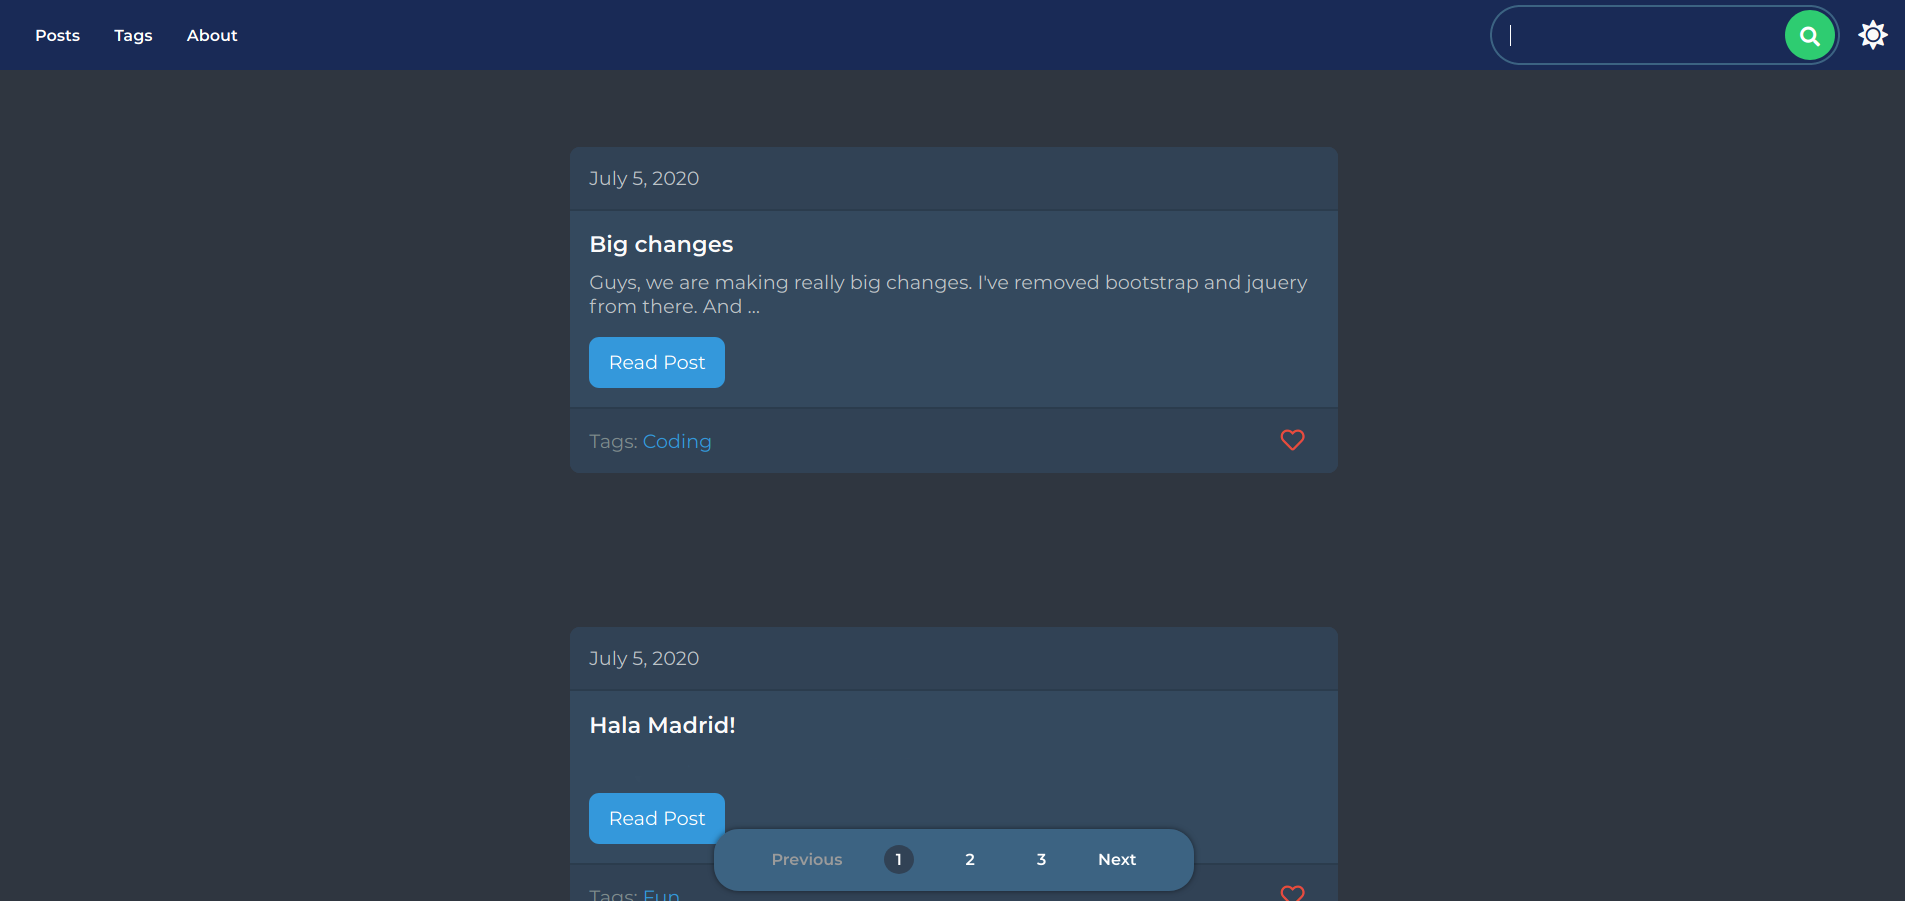 Posts Tags About
July 5, 2020
Big changes
Guys, we are making really big changes. I've removed bootstrap and jquery
from there. And ...
Read Post
Tags: Coding
July 5, 2020
Hala Madrid!
Read Post
Previous 1 2 3 Next
Tags: Fun